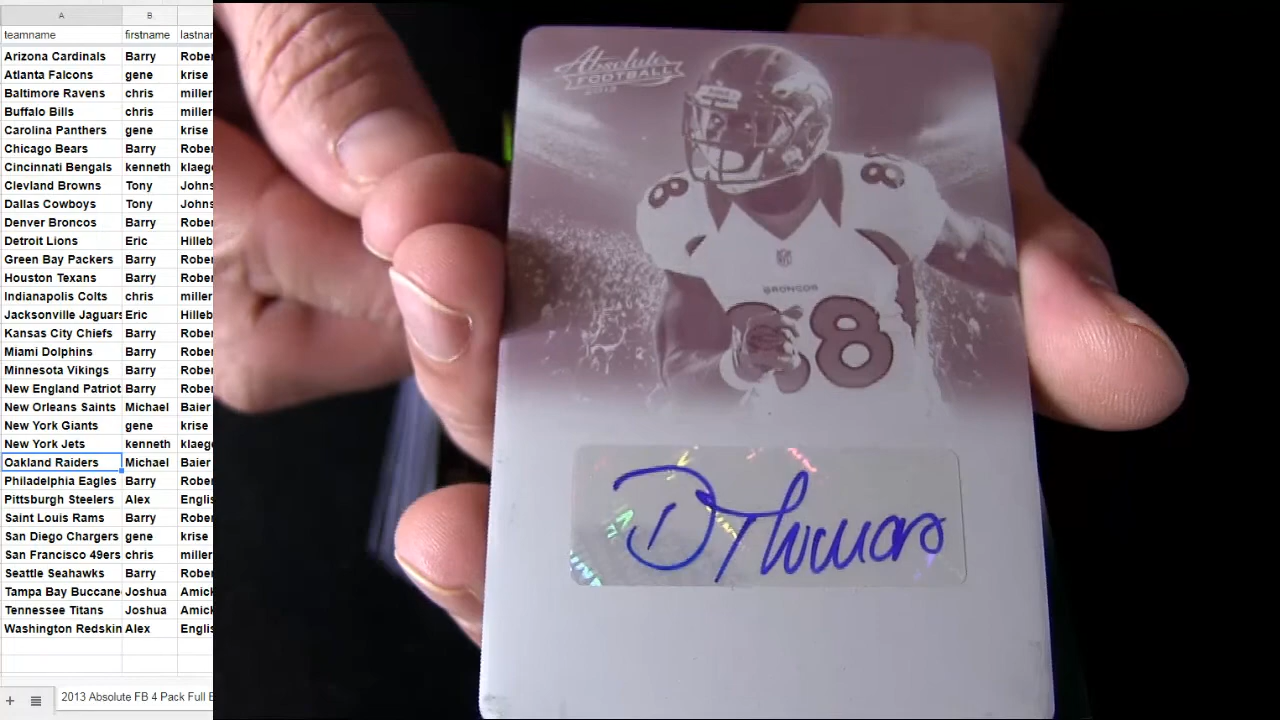 A B
teamname firstname lastnar
Arizona Cardinals Barry Rober
Atlanta Falcons gene krise
Baltimore Ravens chris miller
Buffalo Bills chris miller
Carolina Panthers gene krise
Chicago Bears Barry Rober
Cincinnati Bengals kenneth klaege
Clevland Browns Tony Johns
Dallas Cowboys Tony Johns
Denver Broncos Barry Rober
Detroit Lions Eric Hilleb
Green Bay Packers Barry Rober
Houston Texans Barry Rober
Indianapolis Colts chris miller
Jacksonville Jaguars Eric Hilleb
Kansas City Chiefs Barry Rober
Miami Dolphins Barry Rober
Minnesota Vikings Barry Rober
New England Patriot Barry Rober
New Orleans Saints Michael Baier
New York Giants gene krise
New York Jets kenneth klaege
Oakland Raiders Michael Baier
Philadelphia Eagles Barry Rober
Pittsburgh Steelers Alex Englis
Saint Louis Rams Barry Rober
San Diego Chargers gene krise
San Francisco 49ers chris miller
Seattle Seahawks Barry Rober
Tampa Bay Buccane Joshua Amick
Tennessee Titans Joshua Amick
Washington Redskin Alex Englis
2013 Absolute FB 4 Pack Full B
Absolute
FOOTBALL
2013
88
88
NFL
BRONCOS
88
D Thomas